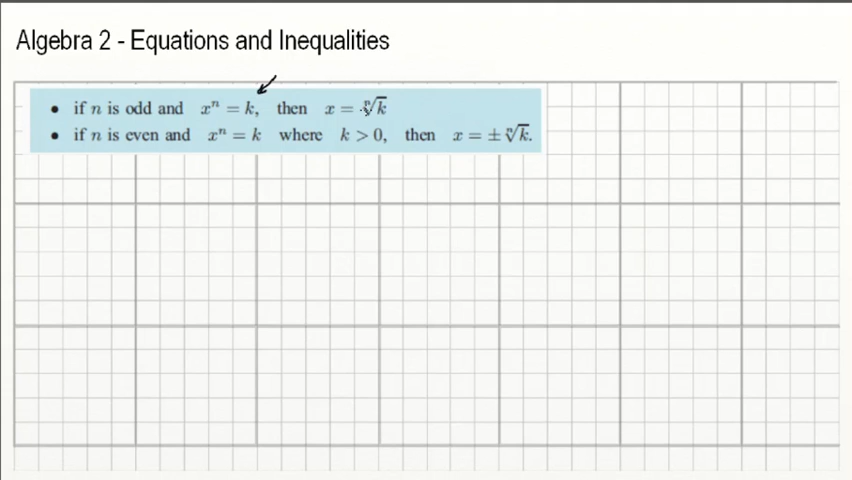 Algebra 2 - Equations and Inequalities
• if n is odd and xⁿ = k, then x = ⁿ√k
• if n is even and xⁿ = k where k > 0, then x = ± ⁿ√k.